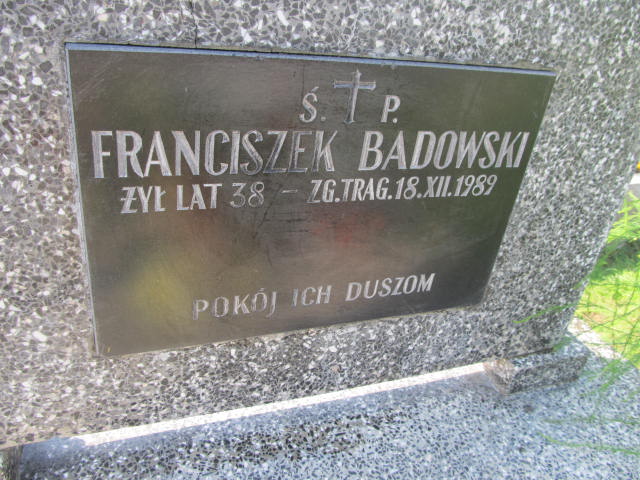 Ś. P.
FRANCISZEK BADOWSKI
ŻYŁ LAT 38 - ZG. TRAG. 18. XII. 1989
POKÓJ ICH DUSZOM